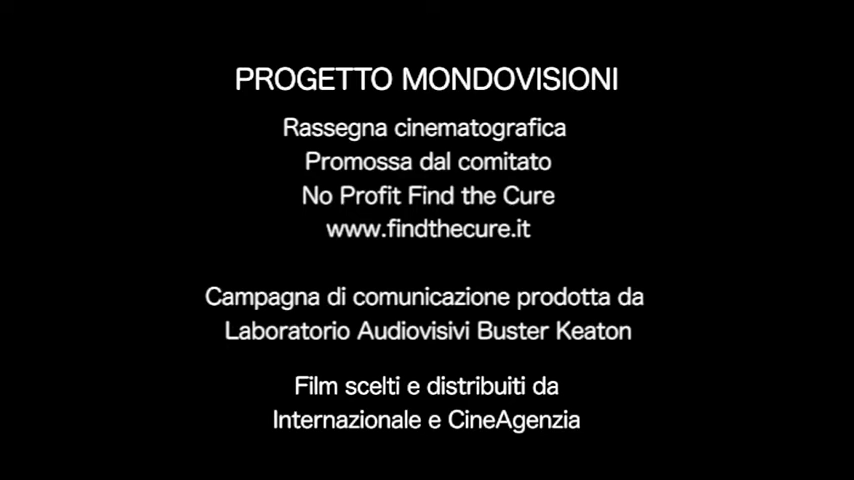 PROGETTO MONDOVISIONI
Rassegna cinematografica
Promossa dal comitato
No Profit Find the Cure
www.findthecure.it
Campagna di comunicazione prodotta da
Laboratorio Audiovisivi Buster Keaton
Film scelti e distribuiti da
Internazionale e CineAgenzia